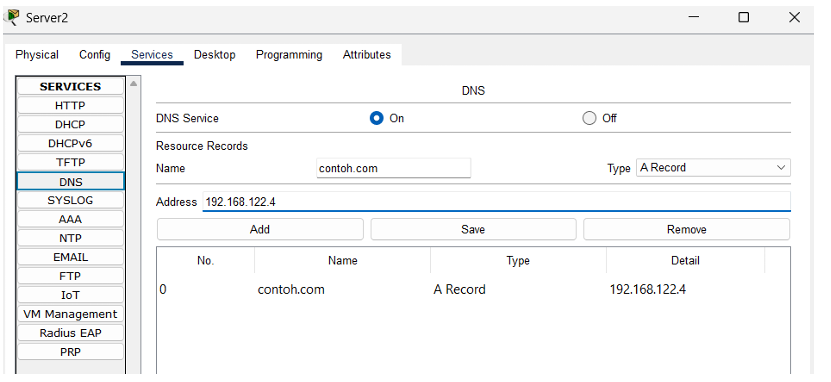 Server2
Physical Config Services Desktop Programming Attributes
SERVICES
HTTP
DHCP
DHCPv6
TFTP
DNS
SYSLOG
AAA
NTP
EMAIL
FTP
IoT
VM Management
Radius EAP
PRP
DNS
DNS Service On Off
Resource Records
Name contoh.com Type A Record
Address 192.168.122.4
Add Save Remove
No. Name Type Detail
0 contoh.com A Record 192.168.122.4